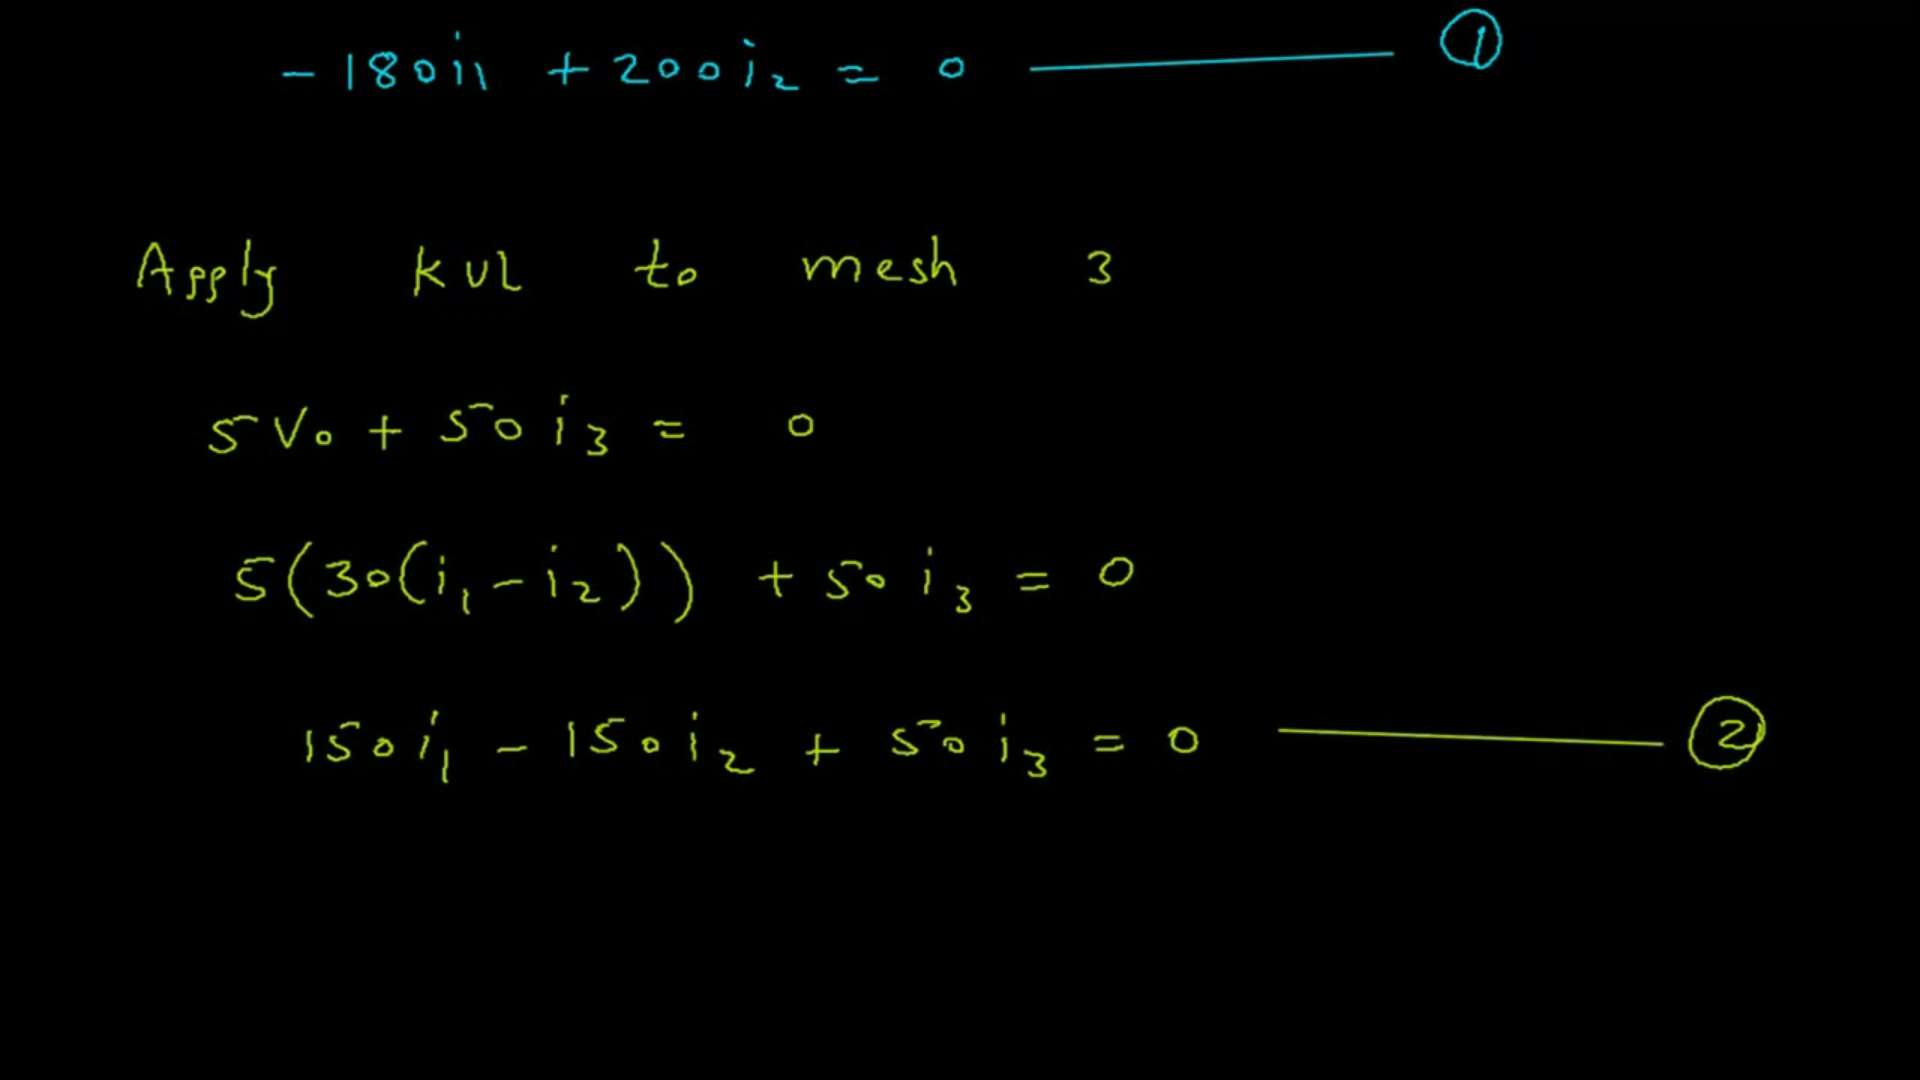 -180i₁ + 200i₂ = 0 ——— ①
Apply kvl to mesh 3
5V₀ + 50i₃ = 0
5(30(i₁ - i₂)) + 50i₃ = 0
150i₁ - 150i₂ + 50i₃ = 0 ——— ②